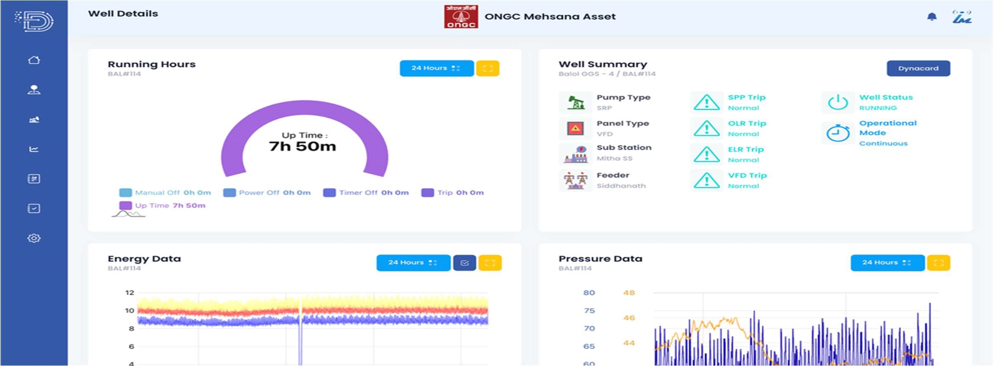 Well Details
ओएनजीसी
ongc
ONGC Mehsana Asset
Running Hours
BAL#114
24 Hours
Up Time :
7h 50m
Manual Off 0h 0m
Power Off 0h 0m
Timer Off 0h 0m
Trip 0h 0m
Up Time 7h 50m
Well Summary
Balol GGS - 4 / BAL#114
Dynacard
Pump Type
SRP
Panel Type
VFD
Sub Station
Mitha SS
Feeder
Siddhanath
SPP Trip
Normal
OLR Trip
Normal
ELR Trip
Normal
VFD Trip
Normal
Well Status
RUNNING
Operational
Mode
Continuous
Energy Data
BAL#114
24 Hours
12
10
8
6
4
Pressure Data
BAL#114
24 Hours
80 48
75
46
70
44
65
60